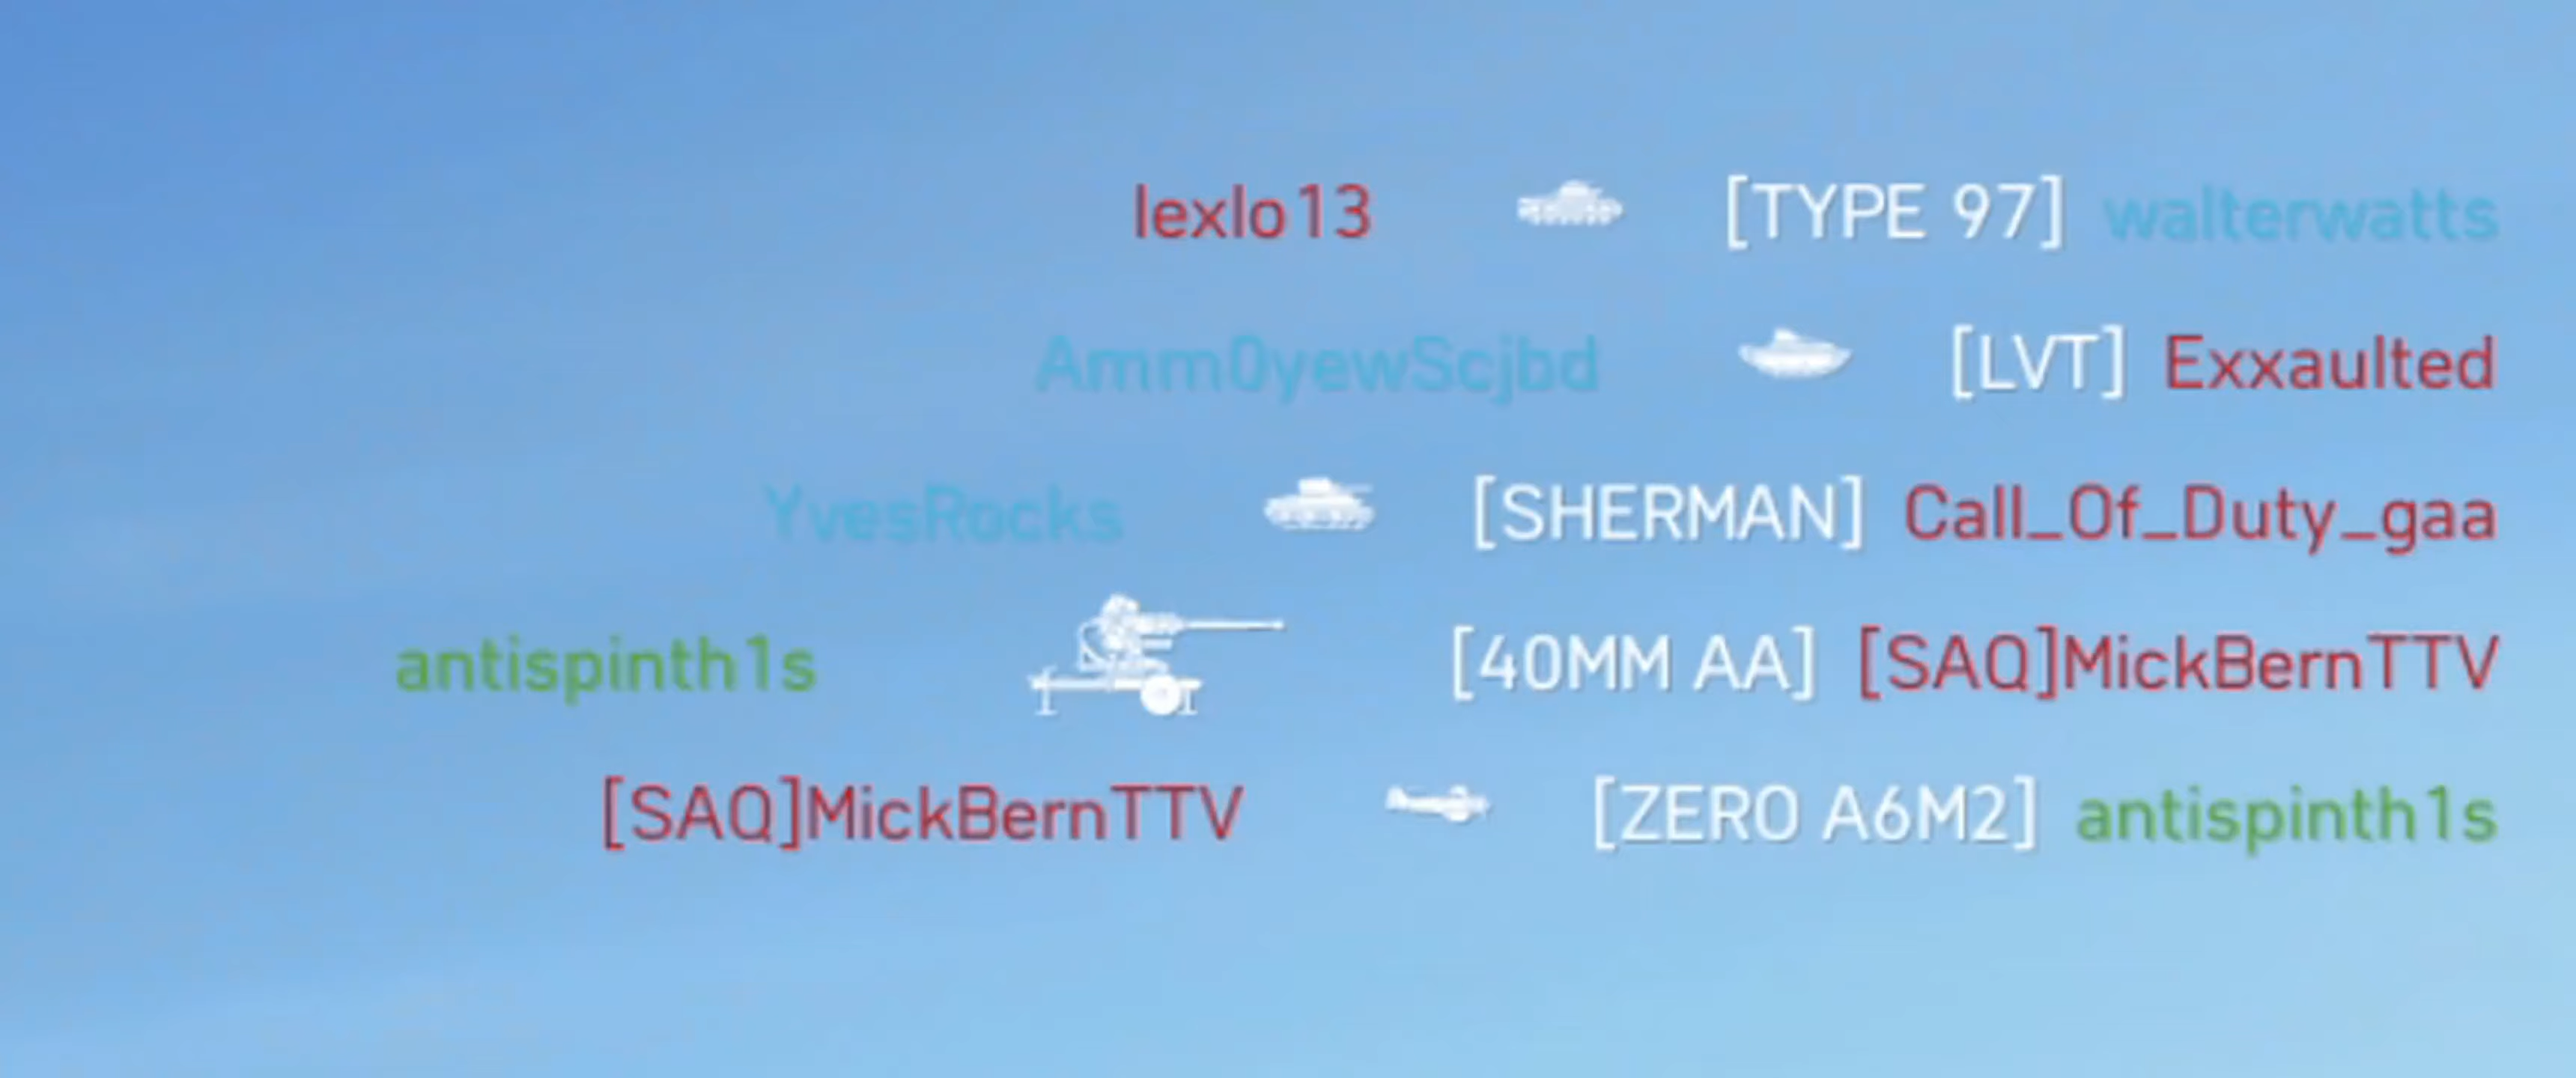 lexlo13 [TYPE 97] walterwatts
Amm0yewScjbd [LVT] Exxaulted
YvesRocks [SHERMAN] Call_Of_Duty_gaa
antispinth1s [40MM AA] [SAQ]MickBernTTV
[SAQ]MickBernTTV [ZERO A6M2] antispinth1s